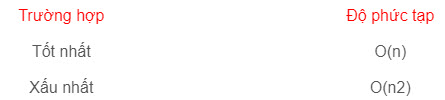 Trường hợp Độ phức tạp
Tốt nhất O(n)
Xấu nhất O(n2)